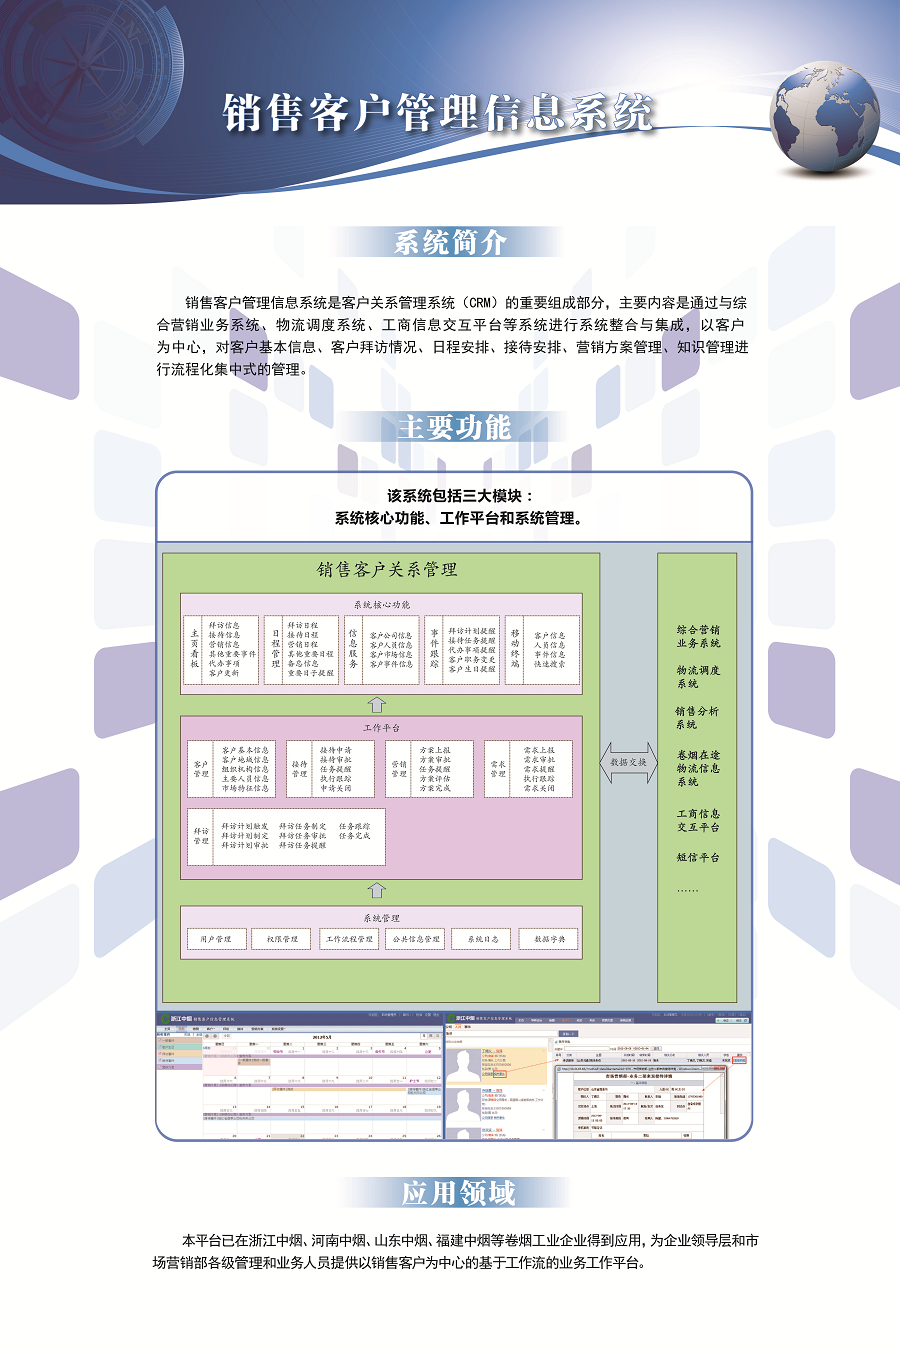 销售客户管理信息系统
系统简介
销售客户管理信息系统是客户关系管理系统（CRM）的重要组成部分，主要内容是通过与综
合营销业务系统、物流调度系统、工商信息交互平台等系统进行系统整合与集成，以客户
为中心，对客户基本信息、客户拜访情况、日程安排、接待安排、营销方案管理、知识管理进
行流程化集中式的管理。
主要功能
该系统包括三大模块：
系统核心功能、工作平台和系统管理。
销售客户关系管理
系统核心功能
主页看板
拜访信息
接待信息
营销信息
其他重要事件
代办事项
客户更新
日程管理
拜访日程
接待日程
营销日程
其他重要日程
备忘信息
重要日子提醒
信息服务
客户公司信息
客户人员信息
客户市场信息
客户事件信息
事件跟踪
拜访计划提醒
接待任务提醒
代办事项提醒
客户职务变更
客户生日提醒
移动终端
客户信息
人员信息
事件信息
快速搜索
工作平台
客户
管理
客户基本信息
客户地域信息
组织机构信息
主要人员信息
市场特征信息
接待
管理
接待申请
接待审批
任务提醒
执行跟踪
申请关闭
营销
管理
方案上报
方案审批
任务提醒
方案评估
方案完成
需求
管理
需求上报
需求审批
需求提醒
执行跟踪
需求关闭
拜访
管理
拜访计划触发 拜访任务制定 任务跟踪
拜访计划制定 拜访任务审批 任务完成
拜访计划审批 拜访任务提醒
系统管理
用户管理
权限管理
工作流程管理
公共信息管理
系统日志
数据字典
数据交换
综合营销
业务系统
物流调度
系统
销售分析
系统
卷烟在途
物流信息
系统
工商信息
交互平台
短信平台
……
浙江中烟 销售客户信息管理系统
2012年5月
应用领域
本平台已在浙江中烟、河南中烟、山东中烟、福建中烟等卷烟工业企业得到应用，为企业领导层和市
场营销部各级管理和业务人员提供以销售客户为中心的基于工作流的业务工作平台。